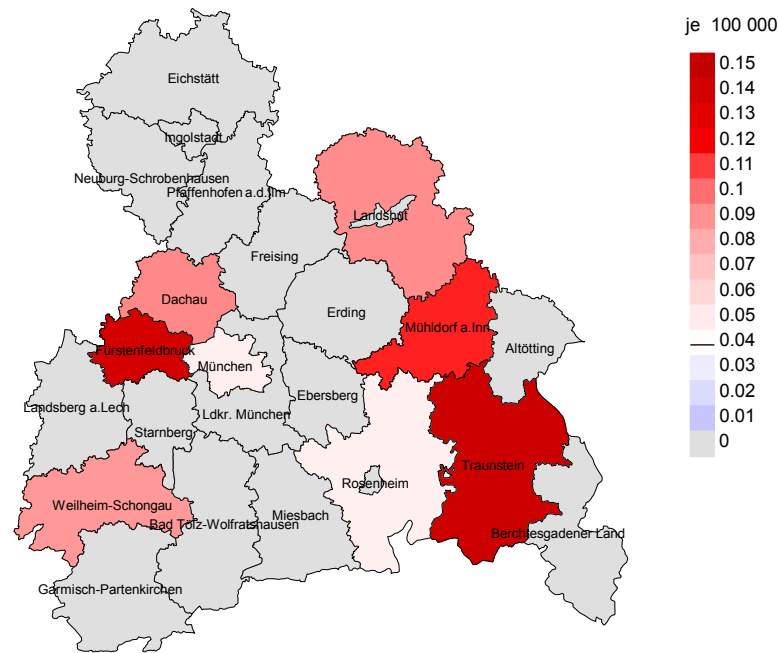 je 100 000
Eichstätt
Ingolstadt
Neuburg-Schrobenhausen
Pfaffenhofen a.d.Ilm
Landshut
Freising
Dachau
Erding
Mühldorf a.Inn
Fürstenfeldbruck
München
Altötting
Landsberg a.Lech
Ebersberg
Ldkr. München
Starnberg
Traunstein
Rosenheim
Weilheim-Schongau
Miesbach
Bad Tölz-Wolfratshausen
Berchtesgadener Land
Garmisch-Partenkirchen
0.15
0.14
0.13
0.12
0.11
0.1
0.09
0.08
0.07
0.06
0.05
0.04
0.03
0.02
0.01
0